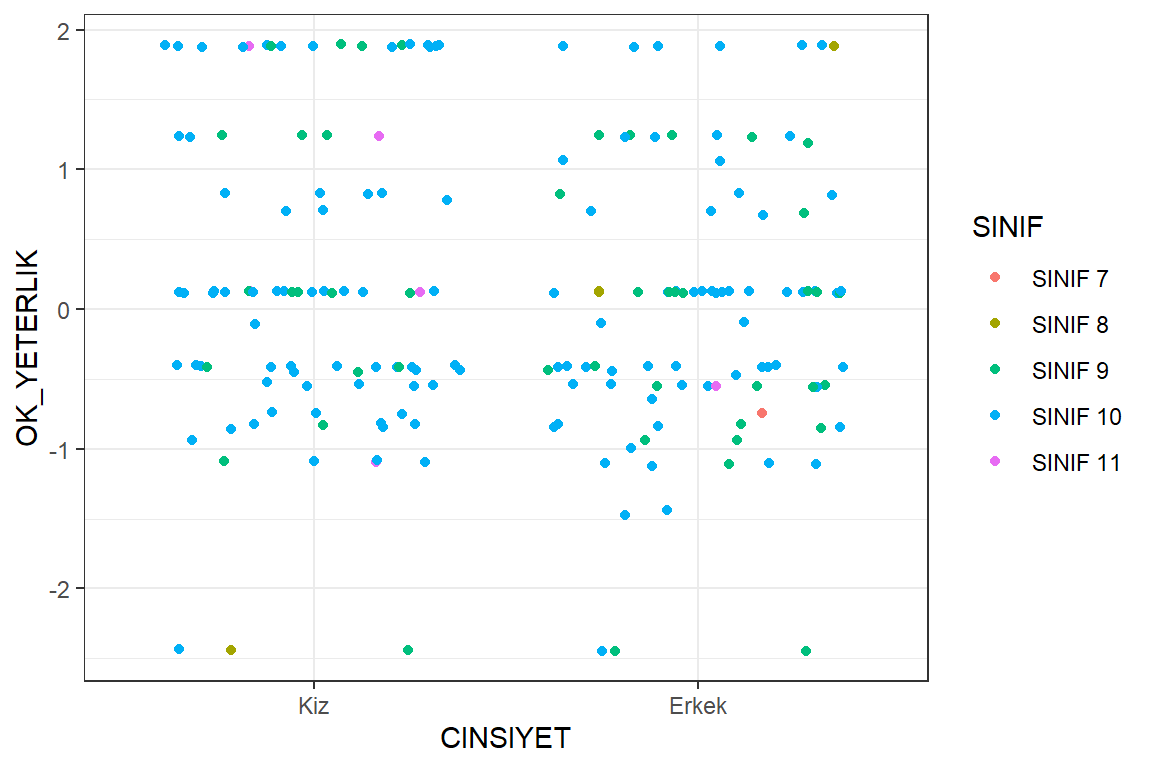 2
1
0
-1
-2
OK_YETERLIK
Kiz
Erkek
CINSIYET
SINIF
SINIF 7
SINIF 8
SINIF 9
SINIF 10
SINIF 11